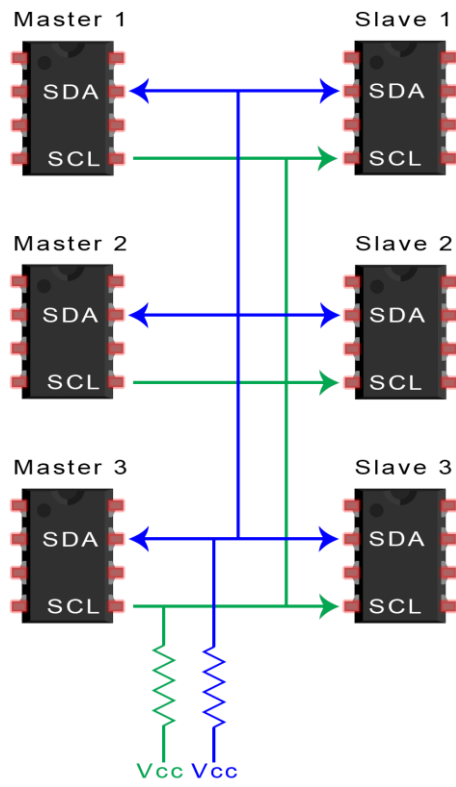 Master 1 Slave 1
SDA SDA
SCL SCL
Master 2 Slave 2
SDA SDA
SCL SCL
Master 3 Slave 3
SDA SDA
SCL SCL
Vcc Vcc